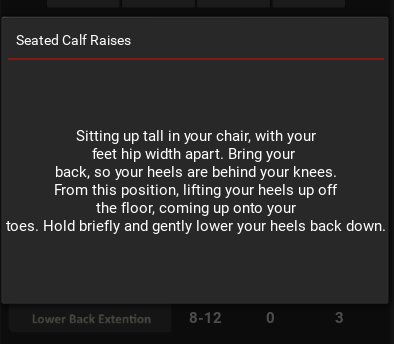 Seated Calf Raises
Sitting up tall in your chair, with your
feet hip width apart. Bring your
back, so your heels are behind your knees.
From this position, lifting your heels up off
the floor, coming up onto your
toes. Hold briefly and gently lower your heels back down.
Lower Back Extention 8-12 0 3